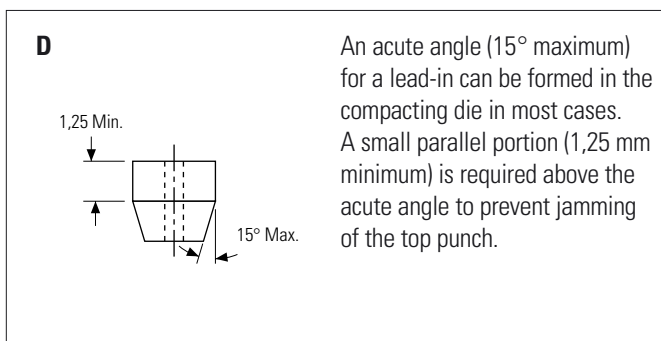 D
1,25 Min.
15° Max.
An acute angle (15° maximum)
for a lead-in can be formed in the
compacting die in most cases.
A small parallel portion (1,25 mm
minimum) is required above the
acute angle to prevent jamming
of the top punch.